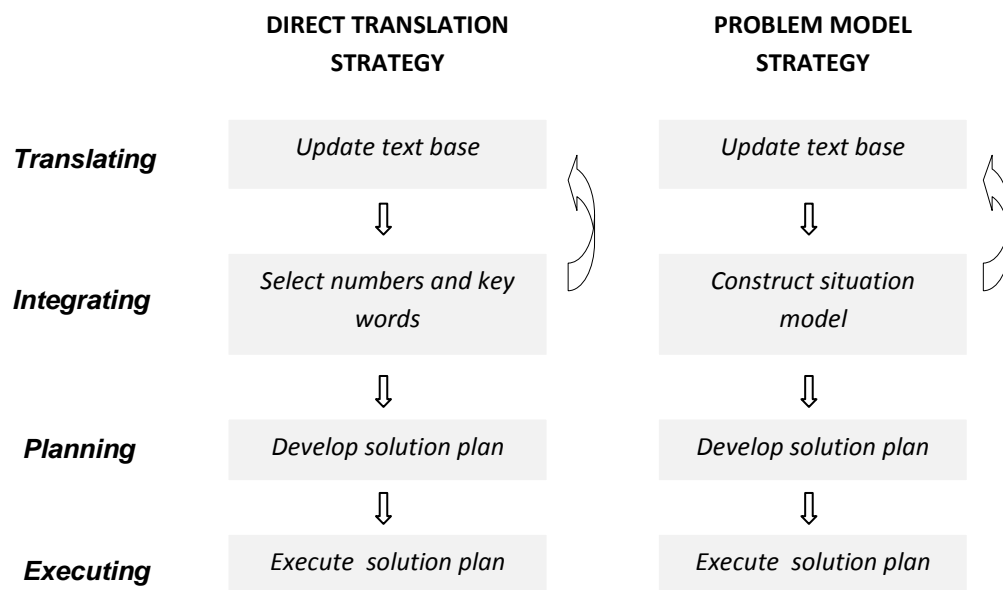 DIRECT TRANSLATION
STRATEGY
PROBLEM MODEL
STRATEGY
Translating
Update text base
Update text base
Integrating
Select numbers and key
words
Construct situation
model
Planning
Develop solution plan
Develop solution plan
Executing
Execute solution plan
Execute solution plan